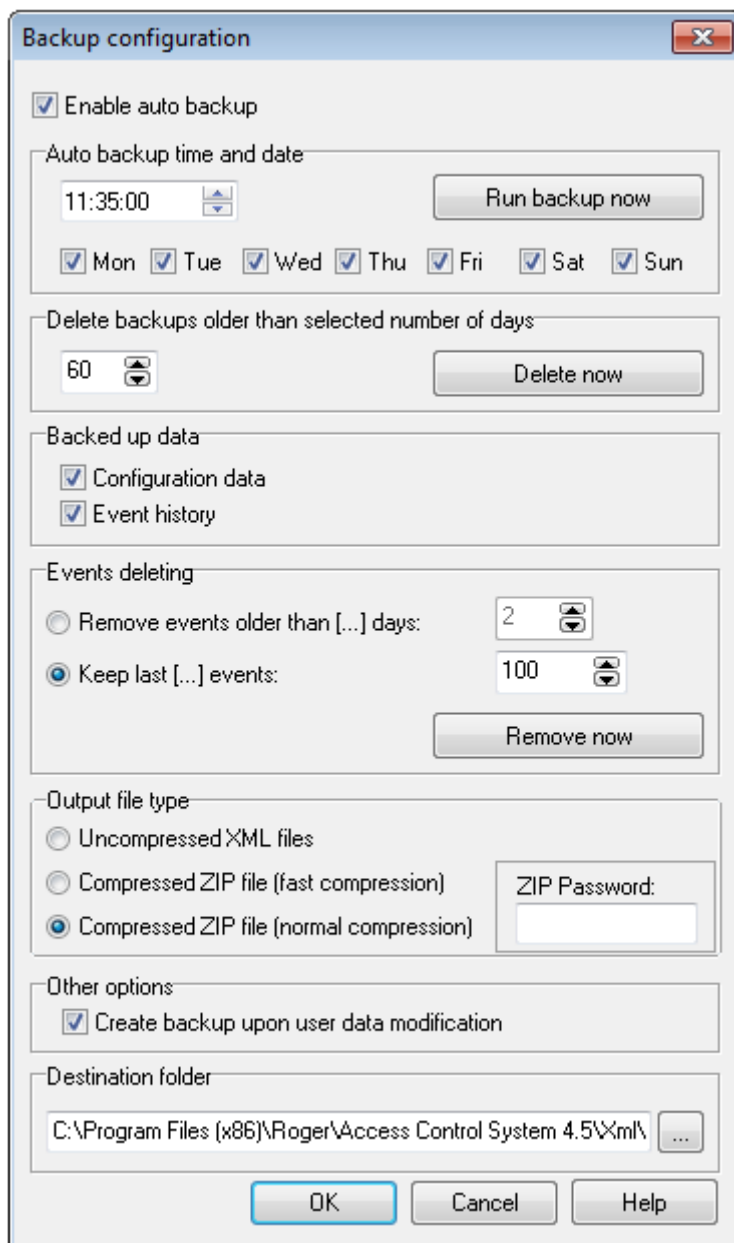 Backup configuration
Enable auto backup
Auto backup time and date
11:35:00
Run backup now
Mon Tue Wed Thu Fri Sat Sun
Delete backups older than selected number of days
60
Delete now
Backed up data
Configuration data
Event history
Events deleting
Remove events older than [...] days: 2
Keep last [...] events: 100
Remove now
Output file type
Uncompressed XML files
Compressed ZIP file (fast compression)
ZIP Password:
Compressed ZIP file (normal compression)
Other options
Create backup upon user data modification
Destination folder
C:\Program Files (x86)\Roger\Access Control System 4.5\Xml\ ...
OK Cancel Help